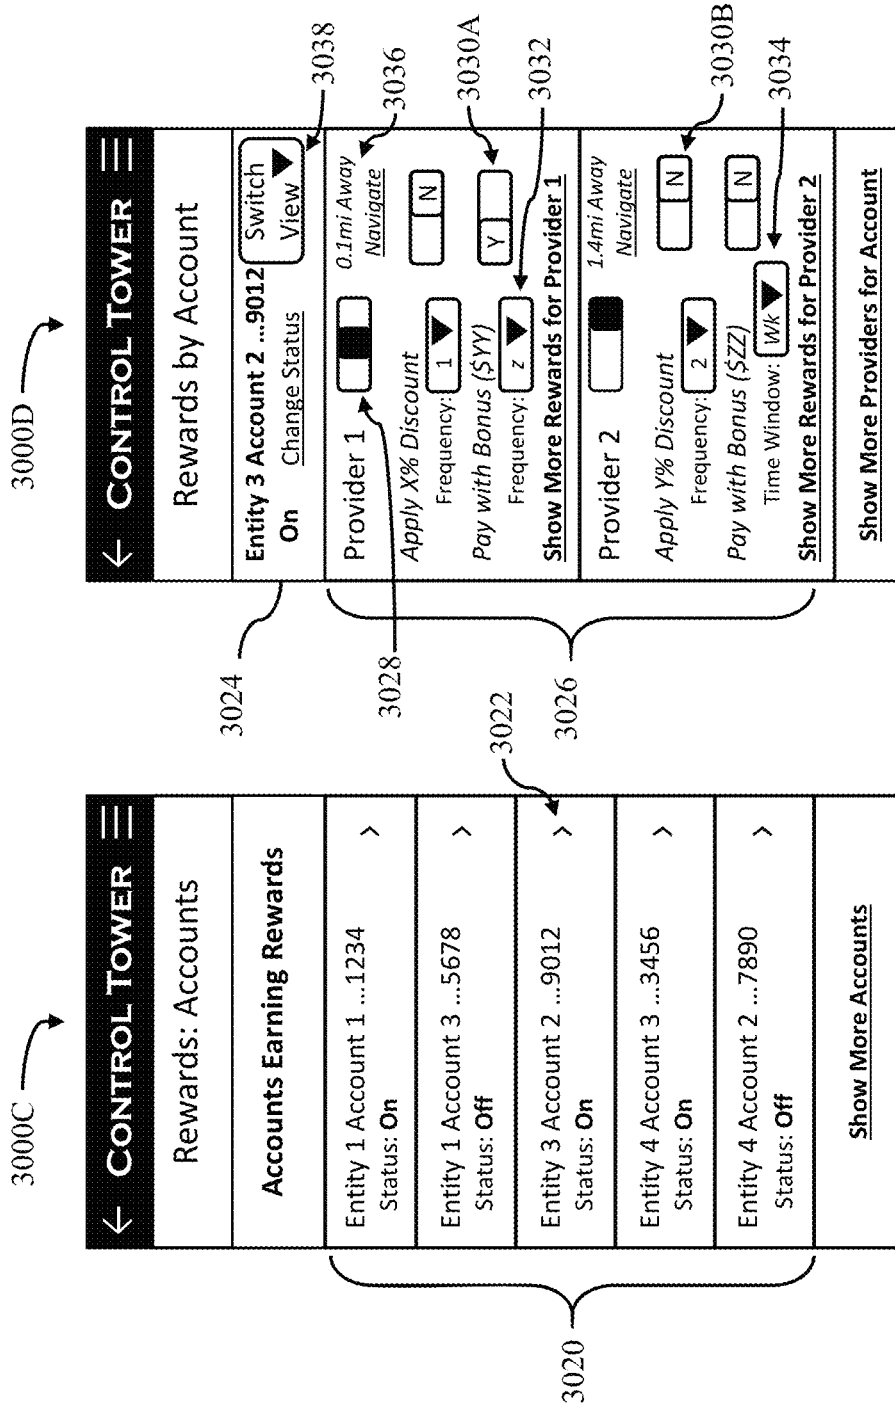 3000C
← CONTROL TOWER
Rewards: Accounts
Accounts Earning Rewards
Entity 1 Account 1 ...1234 >
Status: On
Entity 1 Account 3 ...5678 >
Status: Off
Entity 3 Account 2 ...9012 >
Status: On
Entity 4 Account 3 ...3456 >
Status: On
Entity 4 Account 2 ...7890 >
Status: Off
Show More Accounts
3020
3022
3000D
← CONTROL TOWER
Rewards by Account
Entity 3 Account 2 ...9012
On Change Status
Switch
View
Provider 1
0.1mi Away
Navigate
Apply X% Discount
Frequency: 1
N
Pay with Bonus ($YY)
Frequency: z
Y
Show More Rewards for Provider 1
Provider 2
1.4mi Away
Navigate
Apply Y% Discount
Frequency: 2
N
Pay with Bonus ($ZZ)
Time Window: Wk
N
Show More Rewards for Provider 2
Show More Providers for Account
3024
3028
3026
3038
3036
3030A
3032
3030B
3034